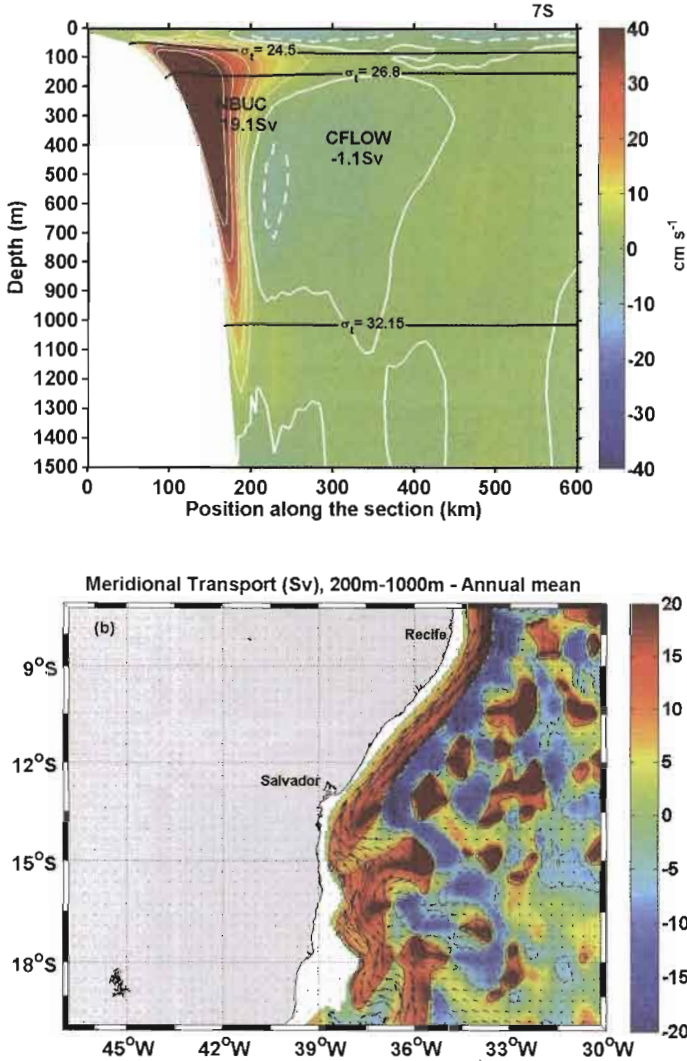 7S
0
100
200
300
400
500
600
700
800
900
1000
1100
1200
1300
1400
1500
Depth (m)
σt= 24.5
σt= 26.8
NBUC
19.1Sv
CFLOW
-1.1Sv
σt= 32.15
0 100 200 300 400 500 600
Position along the section (km)
40
30
20
10
0
-10
-20
-30
-40
cm s-1
Meridional Transport (Sv), 200m-1000m - Annual mean
(b)
Recife
Salvador
9°S
12°S
15°S
18°S
45°W 42°W 39°W 36°W 33°W 30°W
20
15
10
5
0
-5
-10
-15
-20